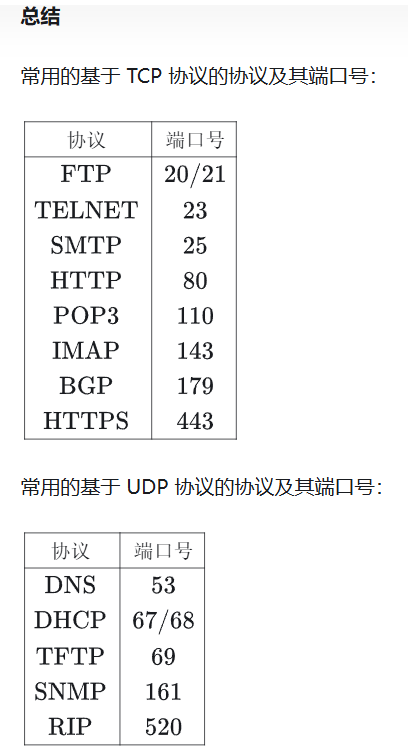 总结
常用的基于 TCP 协议的协议及其端口号：
协议 端口号
FTP 20/21
TELNET 23
SMTP 25
HTTP 80
POP3 110
IMAP 143
BGP 179
HTTPS 443
常用的基于 UDP 协议的协议及其端口号：
协议 端口号
DNS 53
DHCP 67/68
TFTP 69
SNMP 161
RIP 520